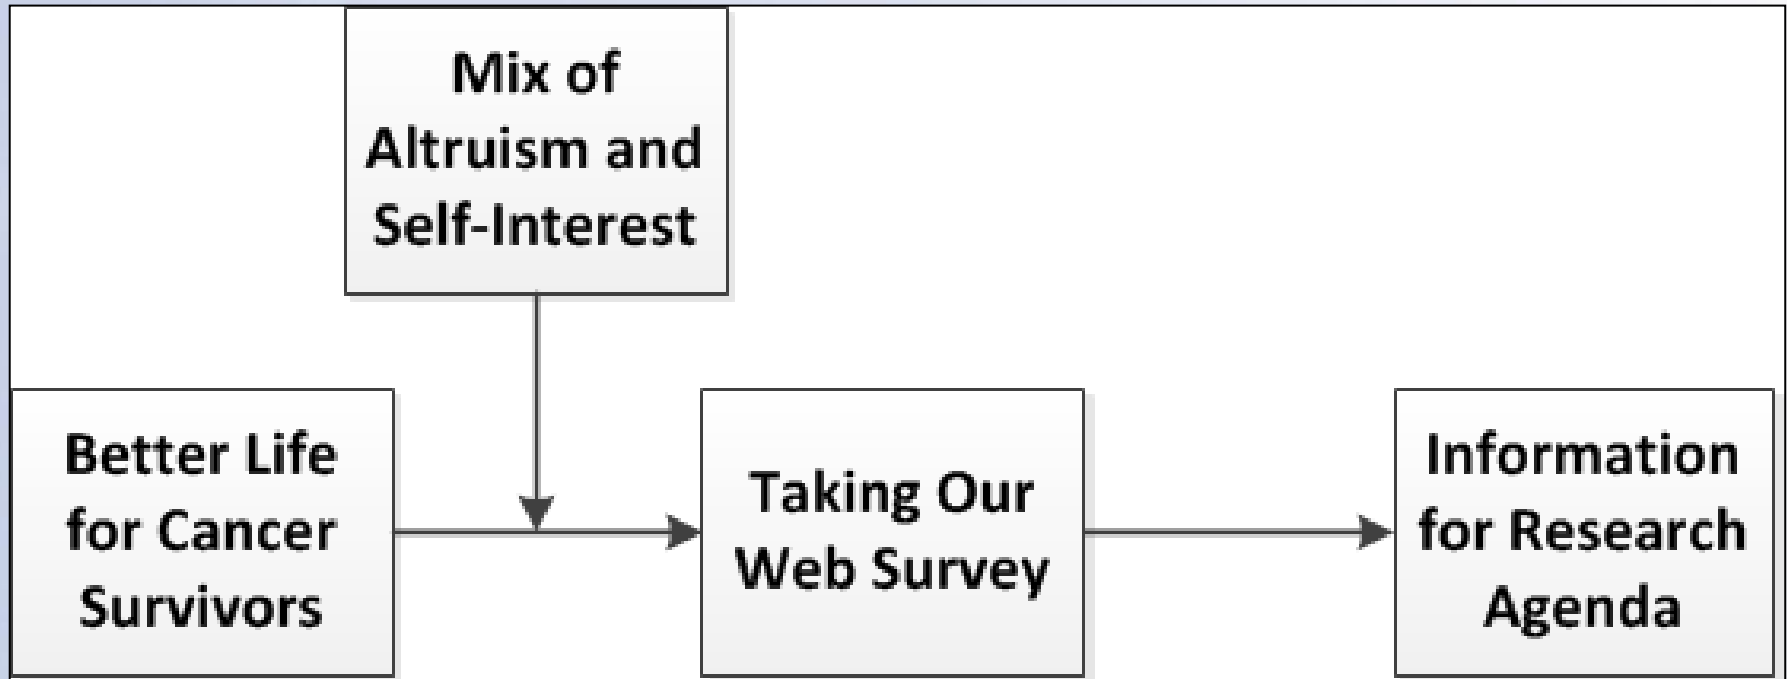 Mix of
Altruism and
Self-Interest
Better Life
for Cancer
Survivors
Taking Our
Web Survey
Information
for Research
Agenda